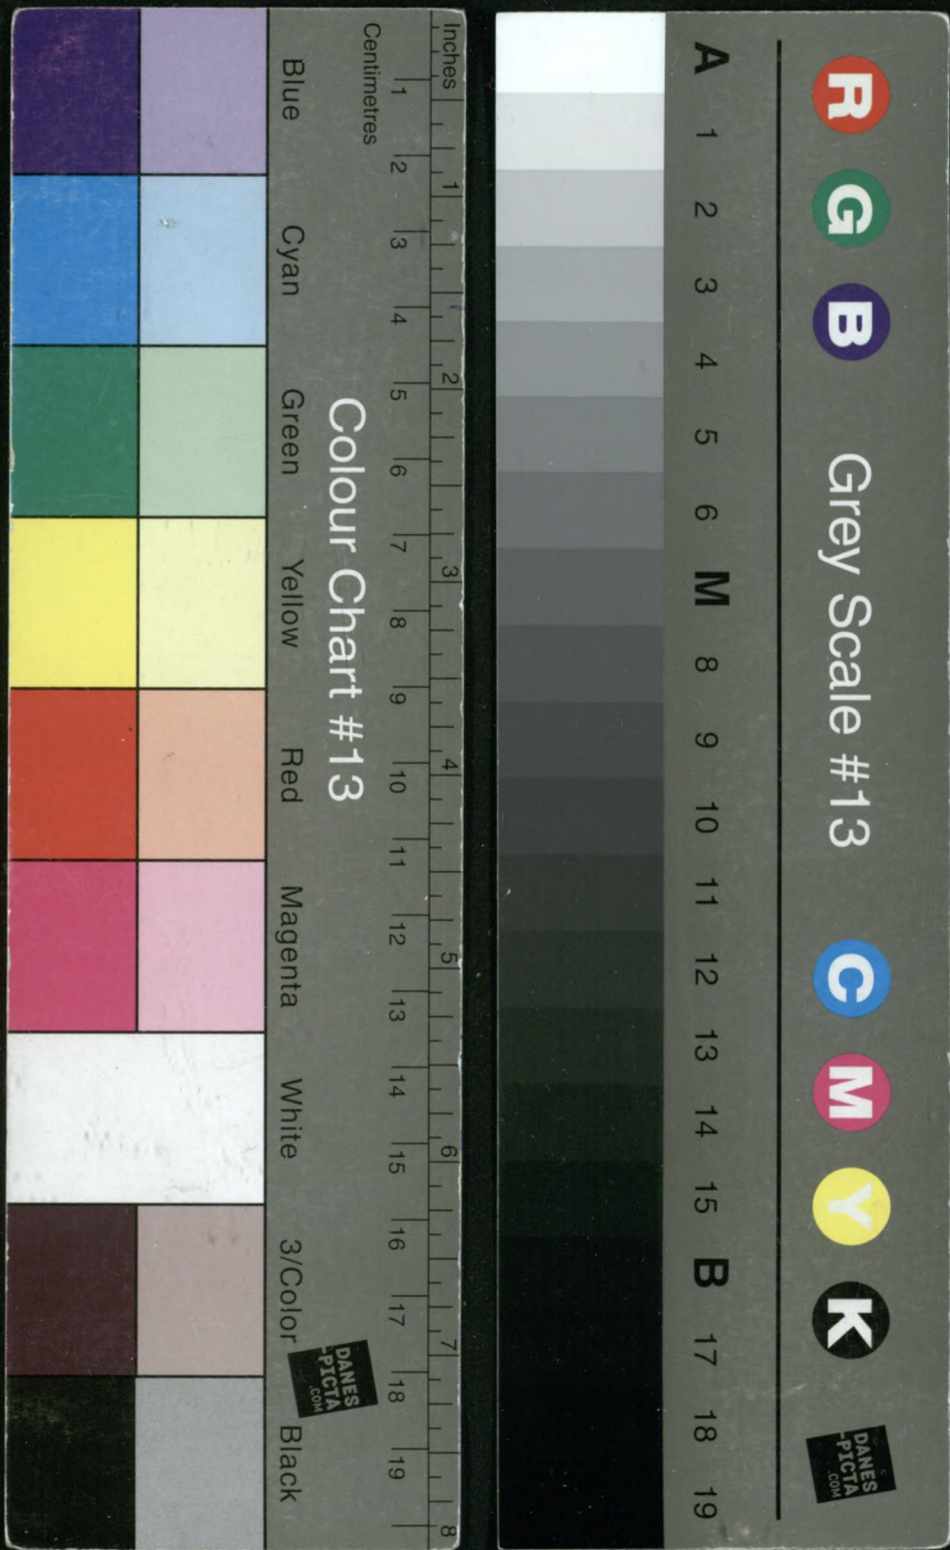 Inches
1 2 3 4 5 6 7 8
Centimetres
1 2 3 4 5 6 7 8 9 10 11 12 13 14 15 16 17 18 19
Colour Chart #13
Blue Cyan Green Yellow Red Magenta White 3/Color Black
DANES
-PICTA
.COM
R G B Grey Scale #13 C M Y K
DANES
-PICTA
.COM
A 1 2 3 4 5 6 M 8 9 10 11 12 13 14 15 B 17 18 19